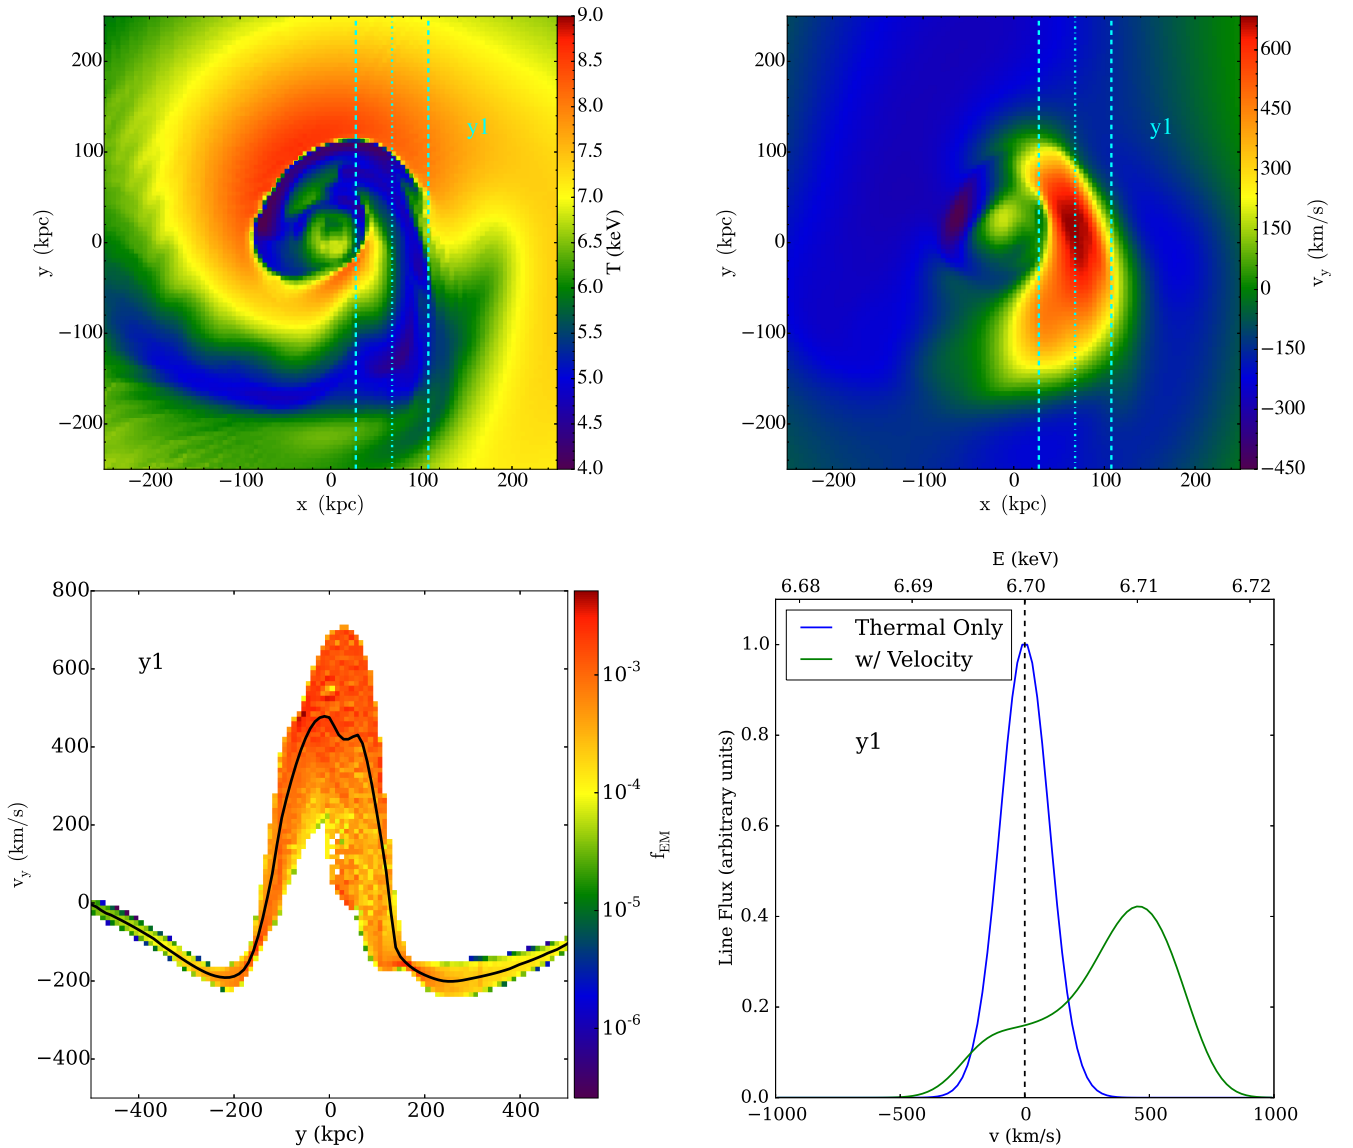 200
100
0
−100
−200
y (kpc)
−200 −100 0 100 200
x (kpc)
y1
9.0
8.5
8.0
7.5
7.0
6.5
6.0
5.5
5.0
4.5
4.0
T (keV)
200
100
0
−100
−200
y (kpc)
−200 −100 0 100 200
x (kpc)
y1
600
450
300
150
0
−150
−300
−450
v_y (km/s)
800
600
400
200
0
−200
−400
v_y (km/s)
−400 −200 0 200 400
y (kpc)
y1
10^-3
10^-4
10^-5
10^-6
f_EM
E (keV)
6.68 6.69 6.70 6.71 6.72
Thermal Only
w/ Velocity
y1
1.0
0.8
0.6
0.4
0.2
0.0
Line Flux (arbitrary units)
−1000 −500 0 500 1000
v (km/s)